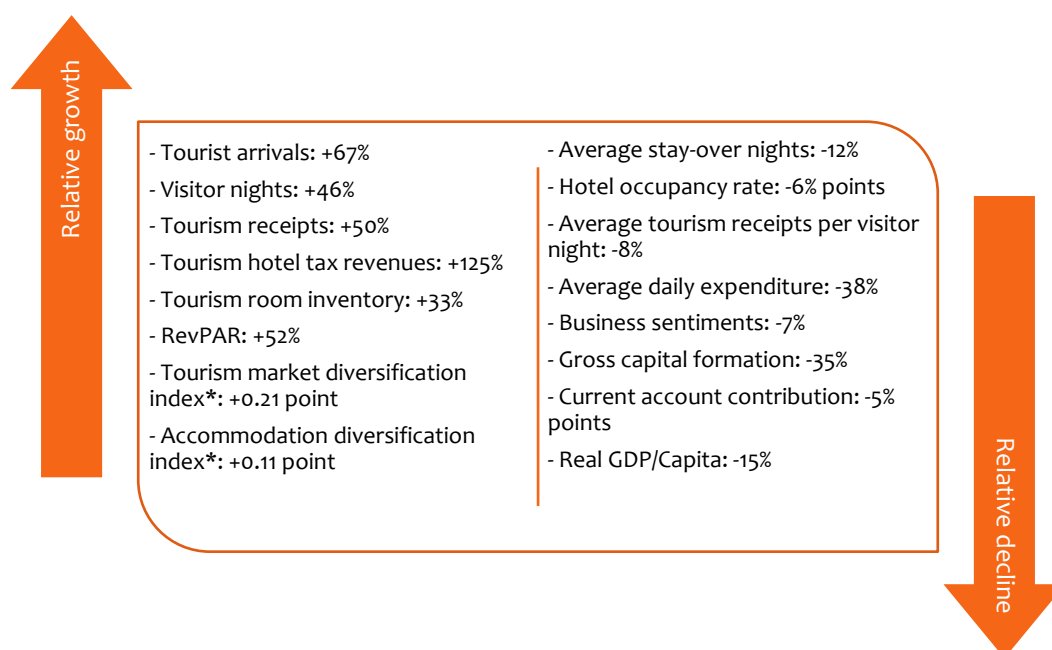 Relative growth
- Tourist arrivals: +67%
- Visitor nights: +46%
- Tourism receipts: +50%
- Tourism hotel tax revenues: +125%
- Tourism room inventory: +33%
- RevPAR: +52%
- Tourism market diversification
index*: +0.21 point
- Accommodation diversification
index*: +0.11 point
- Average stay-over nights: -12%
- Hotel occupancy rate: -6% points
- Average tourism receipts per visitor
night: -8%
- Average daily expenditure: -38%
- Business sentiments: -7%
- Gross capital formation: -35%
- Current account contribution: -5%
points
- Real GDP/Capita: -15%
Relative decline